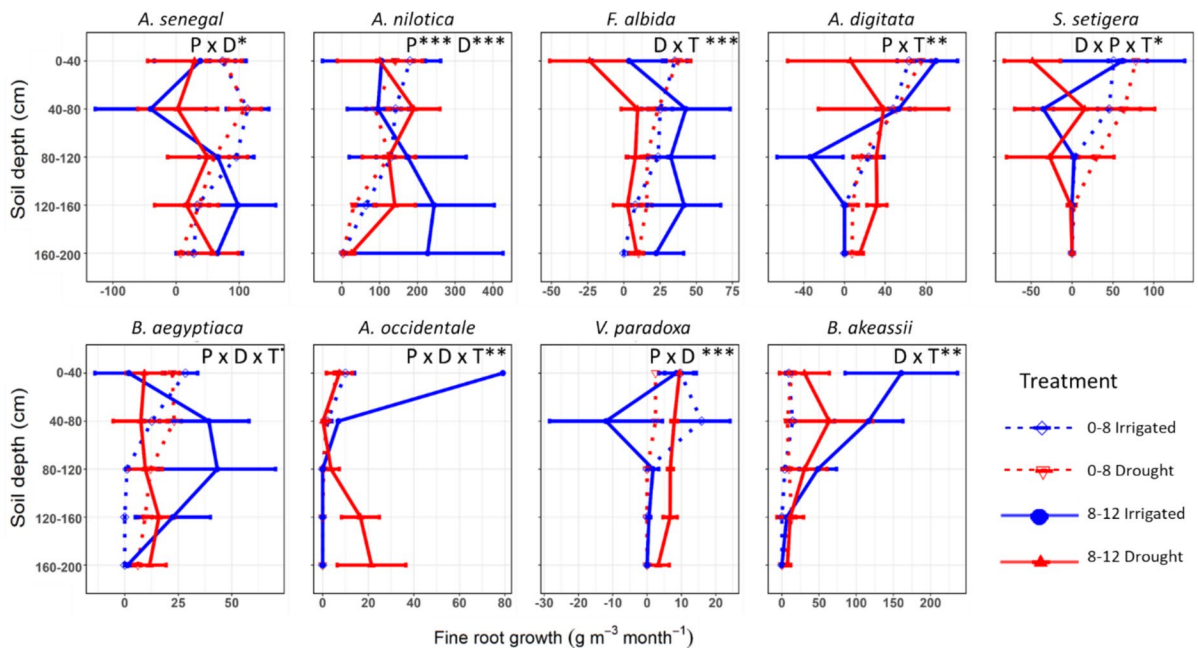 A. senegal A. nilotica F. albida A. digitata S. setigera
P x D* P*** D*** D x T *** P x T** D x P x T*
Soil depth (cm)
0-40
40-80
80-120
120-160
160-200
-100 0 100 0 100 200 300 400 -50 -25 0 25 50 75 -40 0 40 80 -50 0 50 100
B. aegyptiaca A. occidentale V. paradoxa B. akeassii
P x D x T˙ P x D x T** P x D *** D x T**
Soil depth (cm)
0-40
40-80
80-120
120-160
160-200
0 25 50 0 20 40 60 80 -30 -20 -10 0 10 20 0 50 100 150 200
Fine root growth (g m⁻³ month⁻¹)
Treatment
0-8 Irrigated
0-8 Drought
8-12 Irrigated
8-12 Drought